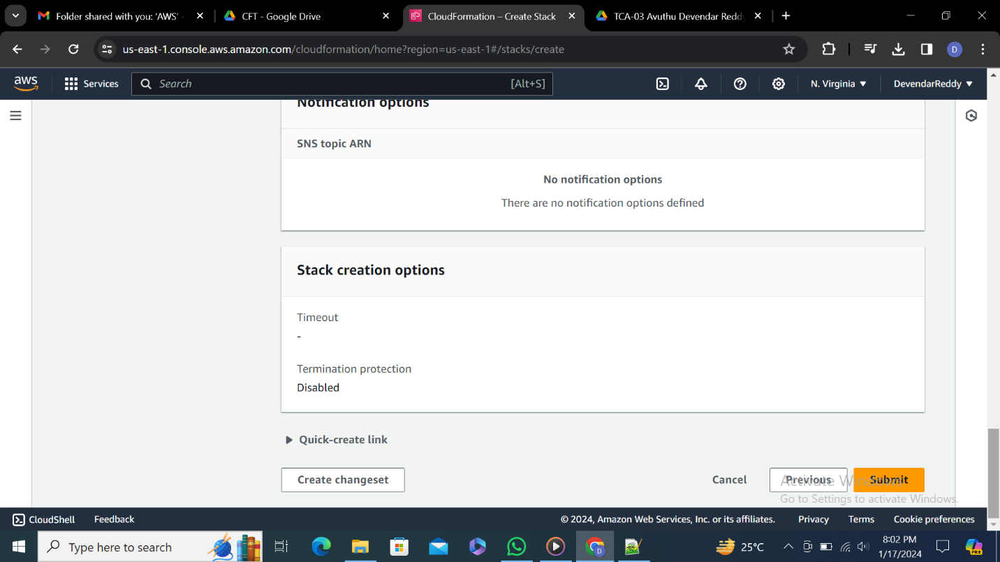 Folder shared with you: 'AWS' -
CFT - Google Drive
CloudFormation – Create Stack
TCA-03 Avuthu Devendar Reddy
us-east-1.console.aws.amazon.com/cloudformation/home?region=us-east-1#/stacks/create
D
aws
Services
Search
[Alt+S]
N. Virginia
DevendarReddy
Notification options
SNS topic ARN
No notification options
There are no notification options defined
Stack creation options
Timeout
-
Termination protection
Disabled
Quick-create link
Create changeset
Cancel
Previous
Submit
Activate Windows
Go to Settings to activate Windows.
CloudShell
Feedback
© 2024, Amazon Web Services, Inc. or its affiliates.
Privacy
Terms
Cookie preferences
Type here to search
D
25°C
8:02 PM
1/17/2024
PRE